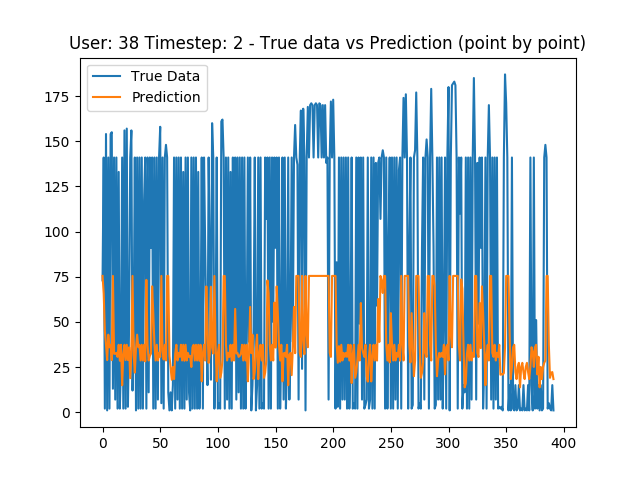 User: 38 Timestep: 2 - True data vs Prediction (point by point)
True Data
Prediction
175
150
125
100
75
50
25
0
0 50 100 150 200 250 300 350 400